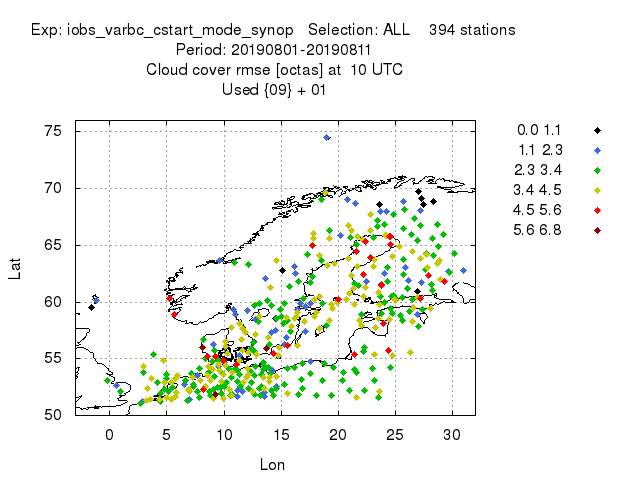 Exp: iobs_varbc_cstart_mode_synop   Selection: ALL    394 stations
Period: 20190801-20190811
Cloud cover rmse [octas] at  10 UTC
Used {09} + 01
0.0 1.1
1.1 2.3
2.3 3.4
3.4 4.5
4.5 5.6
5.6 6.8
Lat
75
70
65
60
55
50
0 5 10 15 20 25 30
Lon